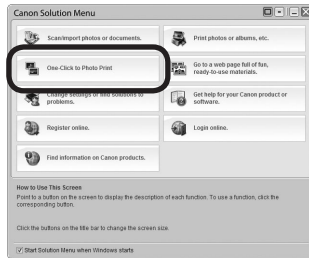 Canon Solution Menu
Scan/import photos or documents.
Print photos or albums, etc.
One-Click to Photo Print
Go to a web page full of fun,
ready-to-use materials.
Change settings or find solutions to
problems.
Get help for your Canon product or
software.
Register online.
Login online.
Find information on Canon products.
How to Use This Screen
Point to a button on the screen to display the description of each function. To use a function, click the
corresponding button.
Click the buttons on the title bar to change the screen size.
Start Solution Menu when Windows starts